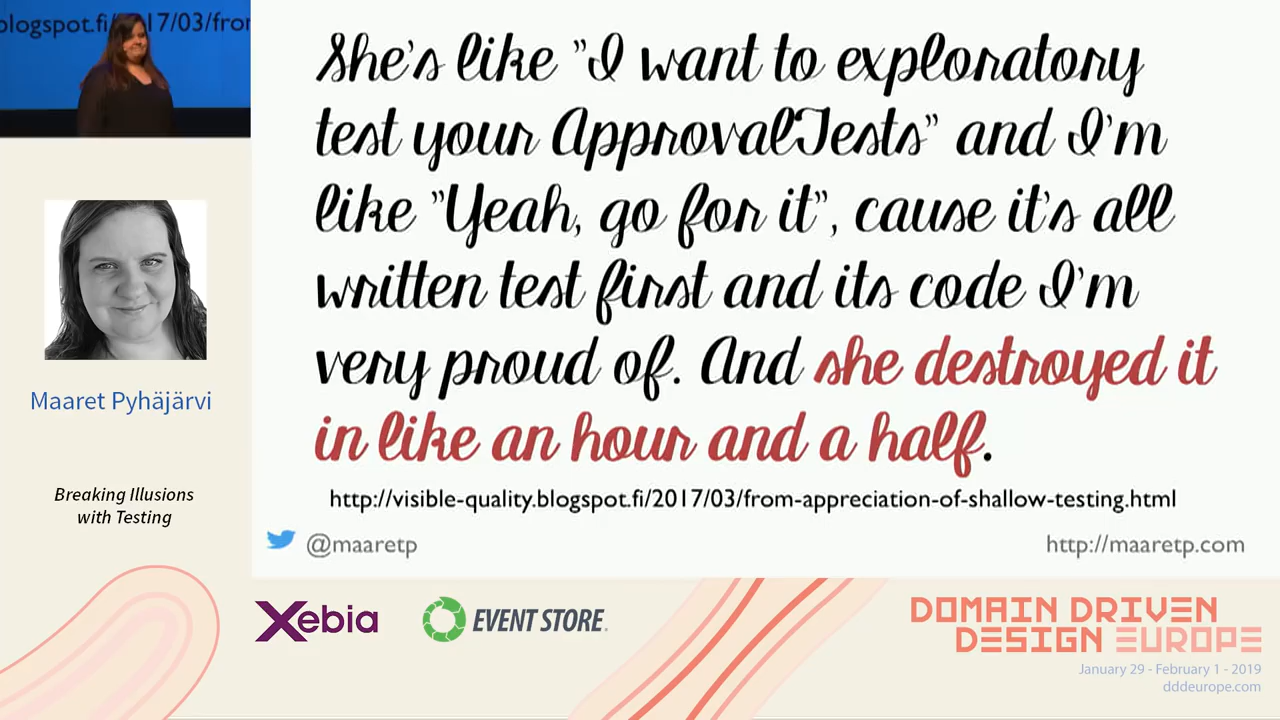 blogspot.fi/2017/03/from
She's like "I want to exploratory
test your ApprovalTests" and I'm
like "Yeah, go for it", cause it's all
written test first and its code I'm
very proud of. And she destroyed it
in like an hour and a half.
http://visible-quality.blogspot.fi/2017/03/from-appreciation-of-shallow-testing.html
@maaretp
http://maaretp.com
Maaret Pyhäjärvi
Breaking Illusions
with Testing
Xebia
EVENT STORE
DOMAIN DRIVEN
DESIGN EUROPE
January 29 - February 1 - 2019
dddeurope.com